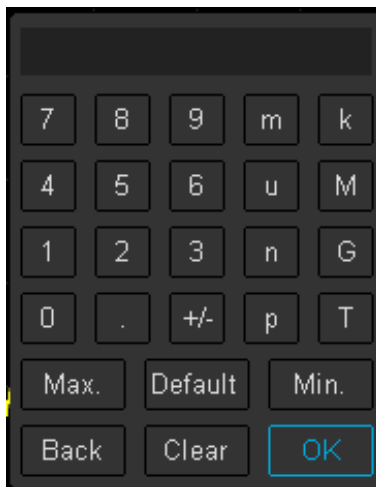 7 8 9 m k
4 5 6 u M
1 2 3 n G
0 . +/- p T
Max. Default Min.
Back Clear OK